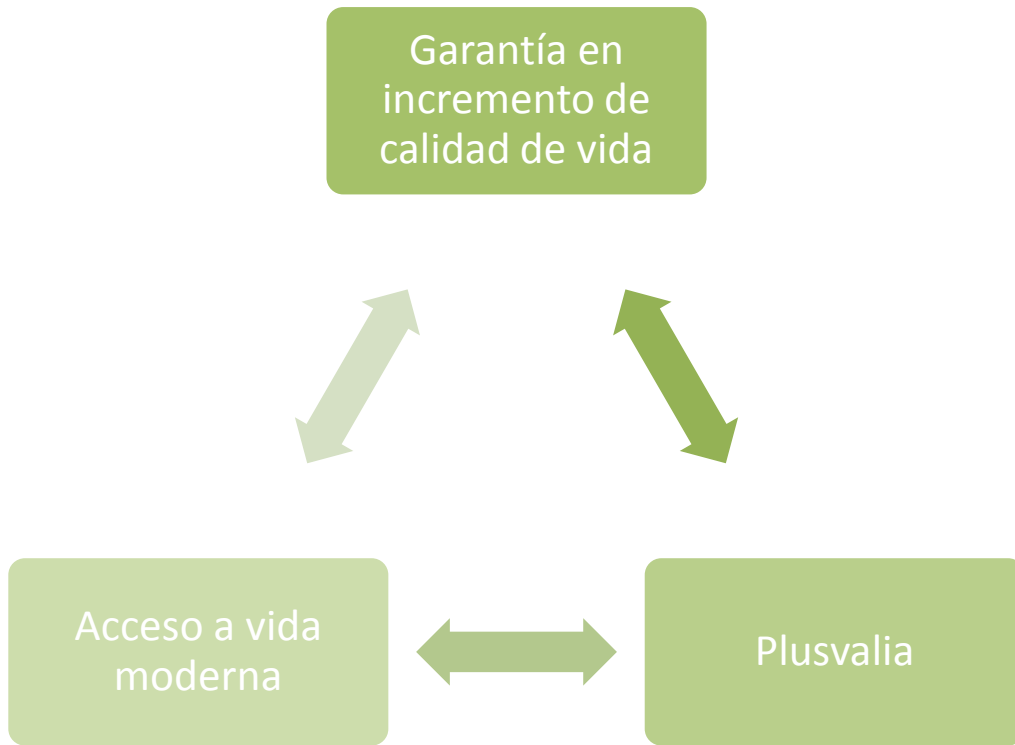 Garantía en
incremento de
calidad de vida
Acceso a vida
moderna
Plusvalia